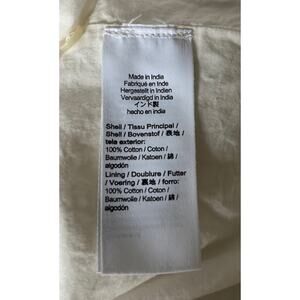 Made in India
Fabriqué en Inde
Hergestellt in Indien
Vervaardigd in India
インド製
hecho en india
Shell / Tissu Principal /
Shell / Bovenstof / 表地 /
tela exterior:
100% Cotton / Coton /
Baumwolle / Katoen / 綿 /
algodón
Lining / Doublure / Futter
/ Voering / 裏地 / forro:
100% Cotton / Coton /
Baumwolle / Katoen / 綿 /
algodón